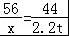 56/x = 44/2.2t